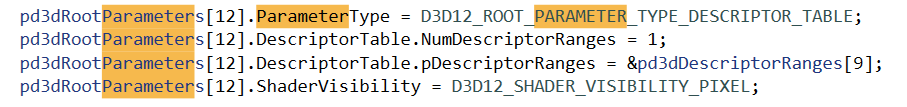 pd3dRootParameters[12].ParameterType = D3D12_ROOT_PARAMETER_TYPE_DESCRIPTOR_TABLE;
pd3dRootParameters[12].DescriptorTable.NumDescriptorRanges = 1;
pd3dRootParameters[12].DescriptorTable.pDescriptorRanges = &pd3dDescriptorRanges[9];
pd3dRootParameters[12].ShaderVisibility = D3D12_SHADER_VISIBILITY_PIXEL;